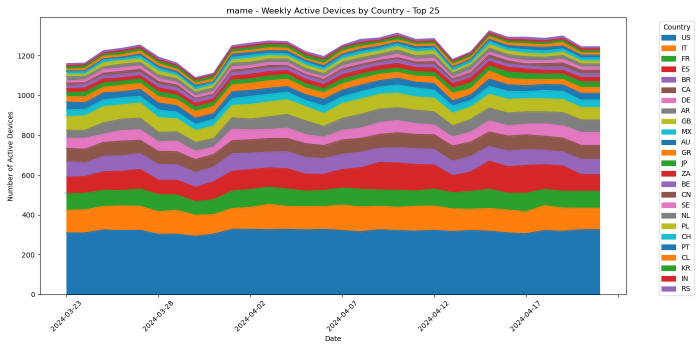 mame - Weekly Active Devices by Country - Top 25
Country
US
IT
FR
ES
BR
CA
DE
AR
GB
MX
AU
GR
JP
ZA
BE
CN
SE
NL
PL
CH
PT
CL
KR
IN
RS
Number of Active Devices
1200
1000
800
600
400
200
0
2024-03-23
2024-03-28
2024-04-02
2024-04-07
2024-04-12
2024-04-17
Date